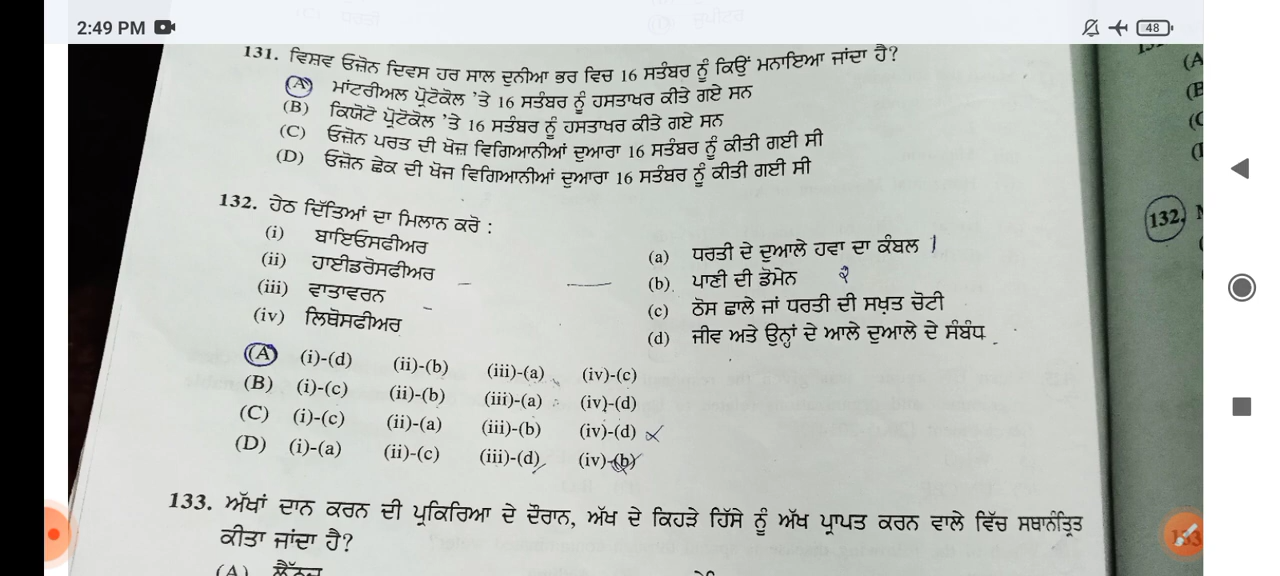 2:49 PM
48
131. ਵਿਸ਼ਵ ਓਜ਼ੋਨ ਦਿਵਸ ਹਰ ਸਾਲ ਦੁਨੀਆ ਭਰ ਵਿਚ 16 ਸਤੰਬਰ ਨੂੰ ਕਿਉਂ ਮਨਾਇਆ ਜਾਂਦਾ ਹੈ?
(A) ਮਾਂਟਰੀਅਲ ਪ੍ਰੋਟੋਕੋਲ 'ਤੇ 16 ਸਤੰਬਰ ਨੂੰ ਹਸਤਾਖਰ ਕੀਤੇ ਗਏ ਸਨ
(B) ਕਿਯੋਟੋ ਪ੍ਰੋਟੋਕੋਲ 'ਤੇ 16 ਸਤੰਬਰ ਨੂੰ ਹਸਤਾਖਰ ਕੀਤੇ ਗਏ ਸਨ
(C) ਓਜ਼ੋਨ ਪਰਤ ਦੀ ਖੋਜ ਵਿਗਿਆਨੀਆਂ ਦੁਆਰਾ 16 ਸਤੰਬਰ ਨੂੰ ਕੀਤੀ ਗਈ ਸੀ
(D) ਓਜ਼ੋਨ ਛੇਕ ਦੀ ਖੋਜ ਵਿਗਿਆਨੀਆਂ ਦੁਆਰਾ 16 ਸਤੰਬਰ ਨੂੰ ਕੀਤੀ ਗਈ ਸੀ
132. ਹੇਠ ਦਿੱਤਿਆਂ ਦਾ ਮਿਲਾਨ ਕਰੋ :
(i) ਬਾਇਓਸਫੀਅਰ (a) ਧਰਤੀ ਦੇ ਦੁਆਲੇ ਹਵਾ ਦਾ ਕੰਬਲ
(ii) ਹਾਈਡਰੋਸਫੀਅਰ (b) ਪਾਣੀ ਦੀ ਡੋਮੇਨ
(iii) ਵਾਤਾਵਰਨ (c) ਠੋਸ ਛਾਲੇ ਜਾਂ ਧਰਤੀ ਦੀ ਸਖ਼ਤ ਚੋਟੀ
(iv) ਲਿਥੋਸਫੀਅਰ (d) ਜੀਵ ਅਤੇ ਉਨ੍ਹਾਂ ਦੇ ਆਲੇ ਦੁਆਲੇ ਦੇ ਸੰਬੰਧ
(A) (i)-(d) (ii)-(b) (iii)-(a) (iv)-(c)
(B) (i)-(c) (ii)-(b) (iii)-(a) (iv)-(d)
(C) (i)-(c) (ii)-(a) (iii)-(b) (iv)-(d)
(D) (i)-(a) (ii)-(c) (iii)-(d) (iv)-(b)
133. ਅੱਖਾਂ ਦਾਨ ਕਰਨ ਦੀ ਪ੍ਰਕਿਰਿਆ ਦੇ ਦੌਰਾਨ, ਅੱਖ ਦੇ ਕਿਹੜੇ ਹਿੱਸੇ ਨੂੰ ਅੱਖ ਪ੍ਰਾਪਤ ਕਰਨ ਵਾਲੇ ਵਿੱਚ ਸਥਾਨੰਤ੍ਰਿਤ
ਕੀਤਾ ਜਾਂਦਾ ਹੈ?
(A) ਲੈੱਨਜ਼
132.
133